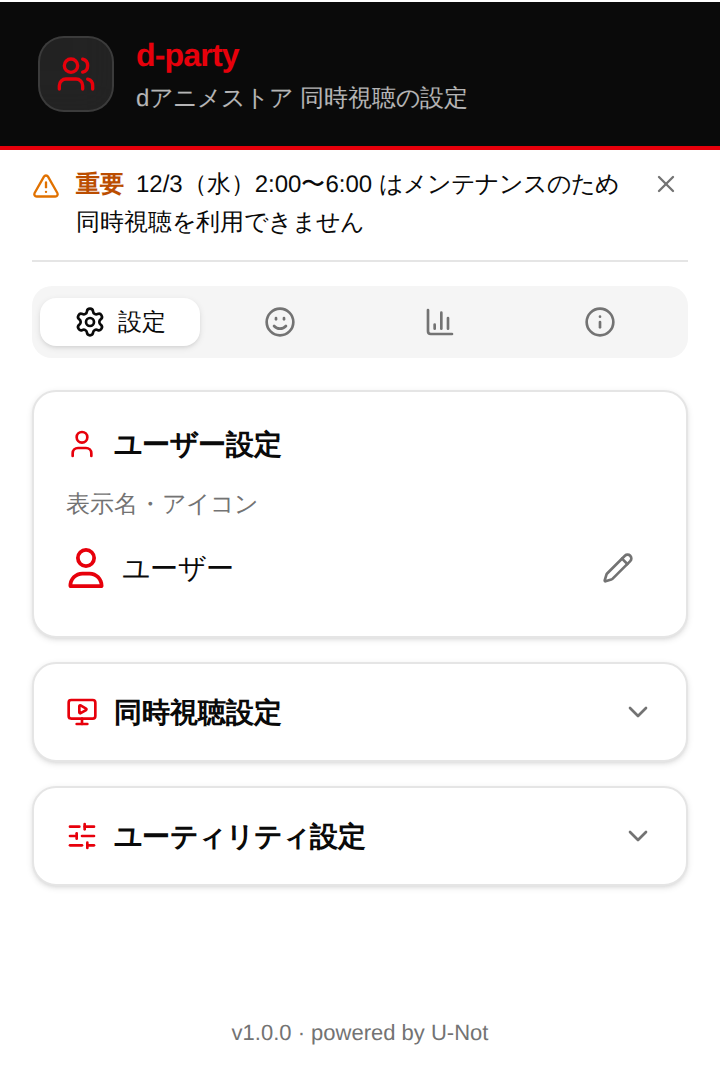 d-party
dアニメストア 同時視聴の設定
重要 12/3（水）2:00〜6:00 はメンテナンスのため
同時視聴を利用できません
設定
ユーザー設定
表示名・アイコン
ユーザー
同時視聴設定
ユーティリティ設定
v1.0.0 · powered by U-Not